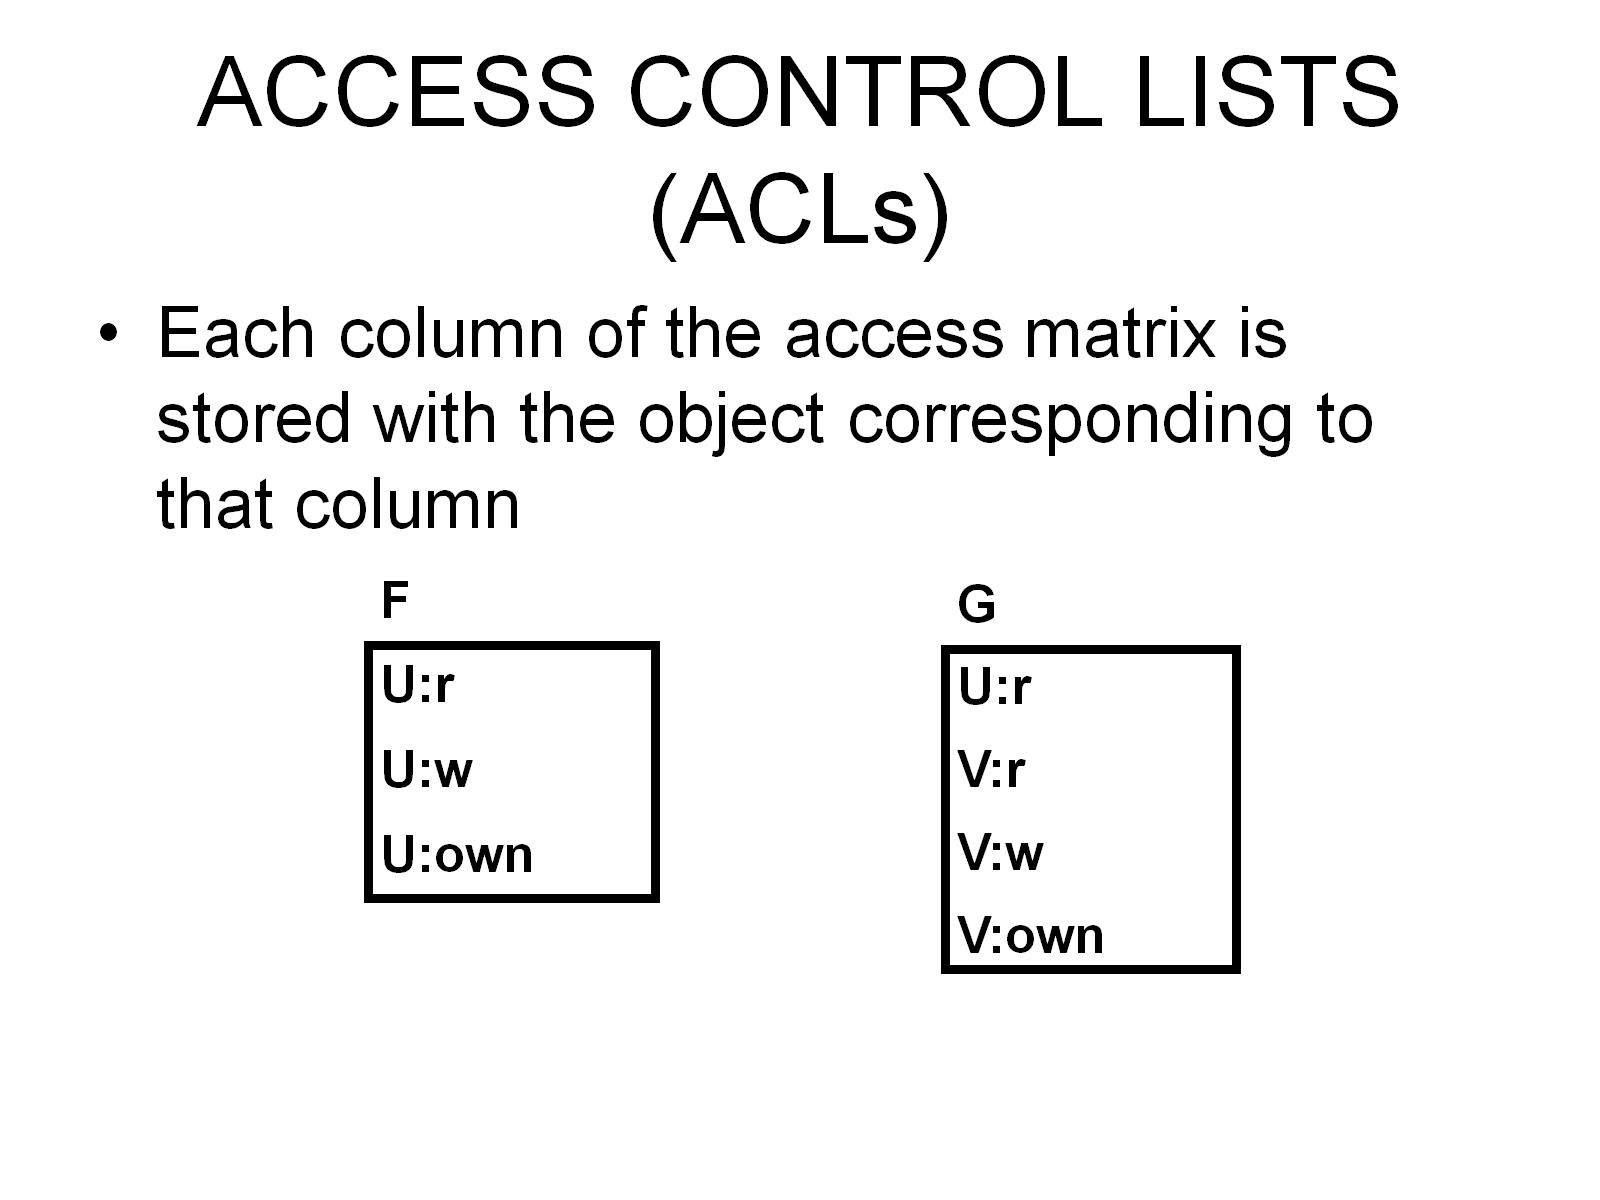 ACCESS CONTROL LISTS
(ACLs)
• Each column of the access matrix is
stored with the object corresponding to
that column
F
U:r
U:w
U:own
G
U:r
V:r
V:w
V:own